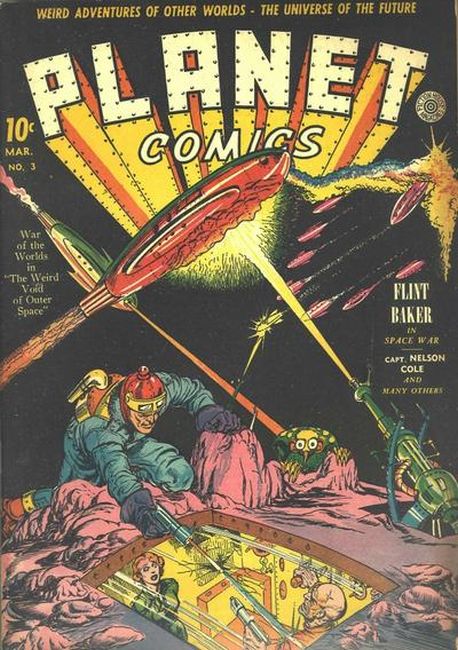 WEIRD ADVENTURES OF OTHER WORLDS - THE UNIVERSE OF THE FUTURE
PLANET
COMICS
10¢
MAR.
NO. 3
War
of the
Worlds
in
"The Weird
Void
of Outer
Space"
FLINT
BAKER
IN
SPACE WAR
CAPT. NELSON
COLE
AND
MANY OTHERS